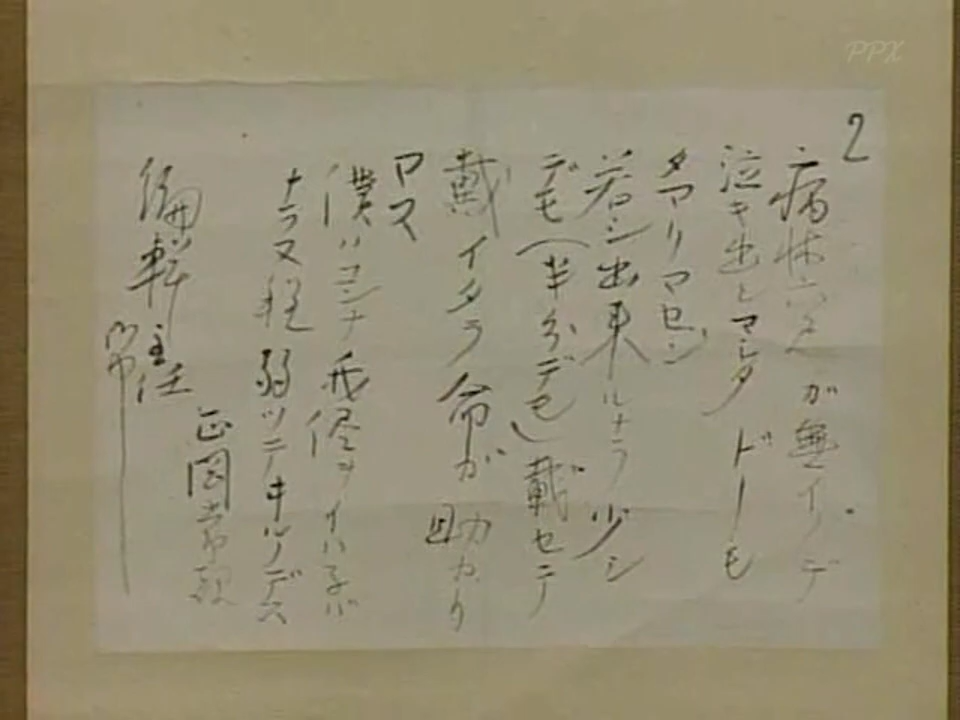 2
病牀六尺が無イノデ
泣キ出シマシタ ドーモ
タマリマセン
若シ出来ルナラ少シ
デモ(半分デモ)載セテ
戴イタラ命ガ助カリ
マス
僕ハコンナ我儘ヲイハネバ
ナラヌ程弱ツテヰルノデス
正岡常規
編輯主任
御中
PPX